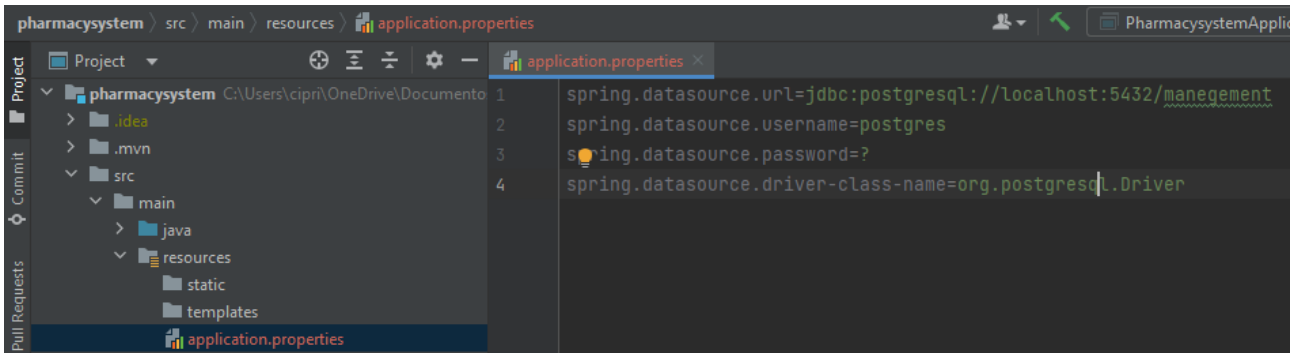 pharmacysystem src main resources application.properties
Project
application.properties
pharmacysystem C:\Users\cipri\OneDrive\Documento
.idea
.mvn
src
main
java
resources
static
templates
application.properties
1 spring.datasource.url=jdbc:postgresql://localhost:5432/manegement
2 spring.datasource.username=postgres
3 spring.datasource.password=?
4 spring.datasource.driver-class-name=org.postgresql.Driver
PharmacysystemApplic
Project
Commit
Pull Requests